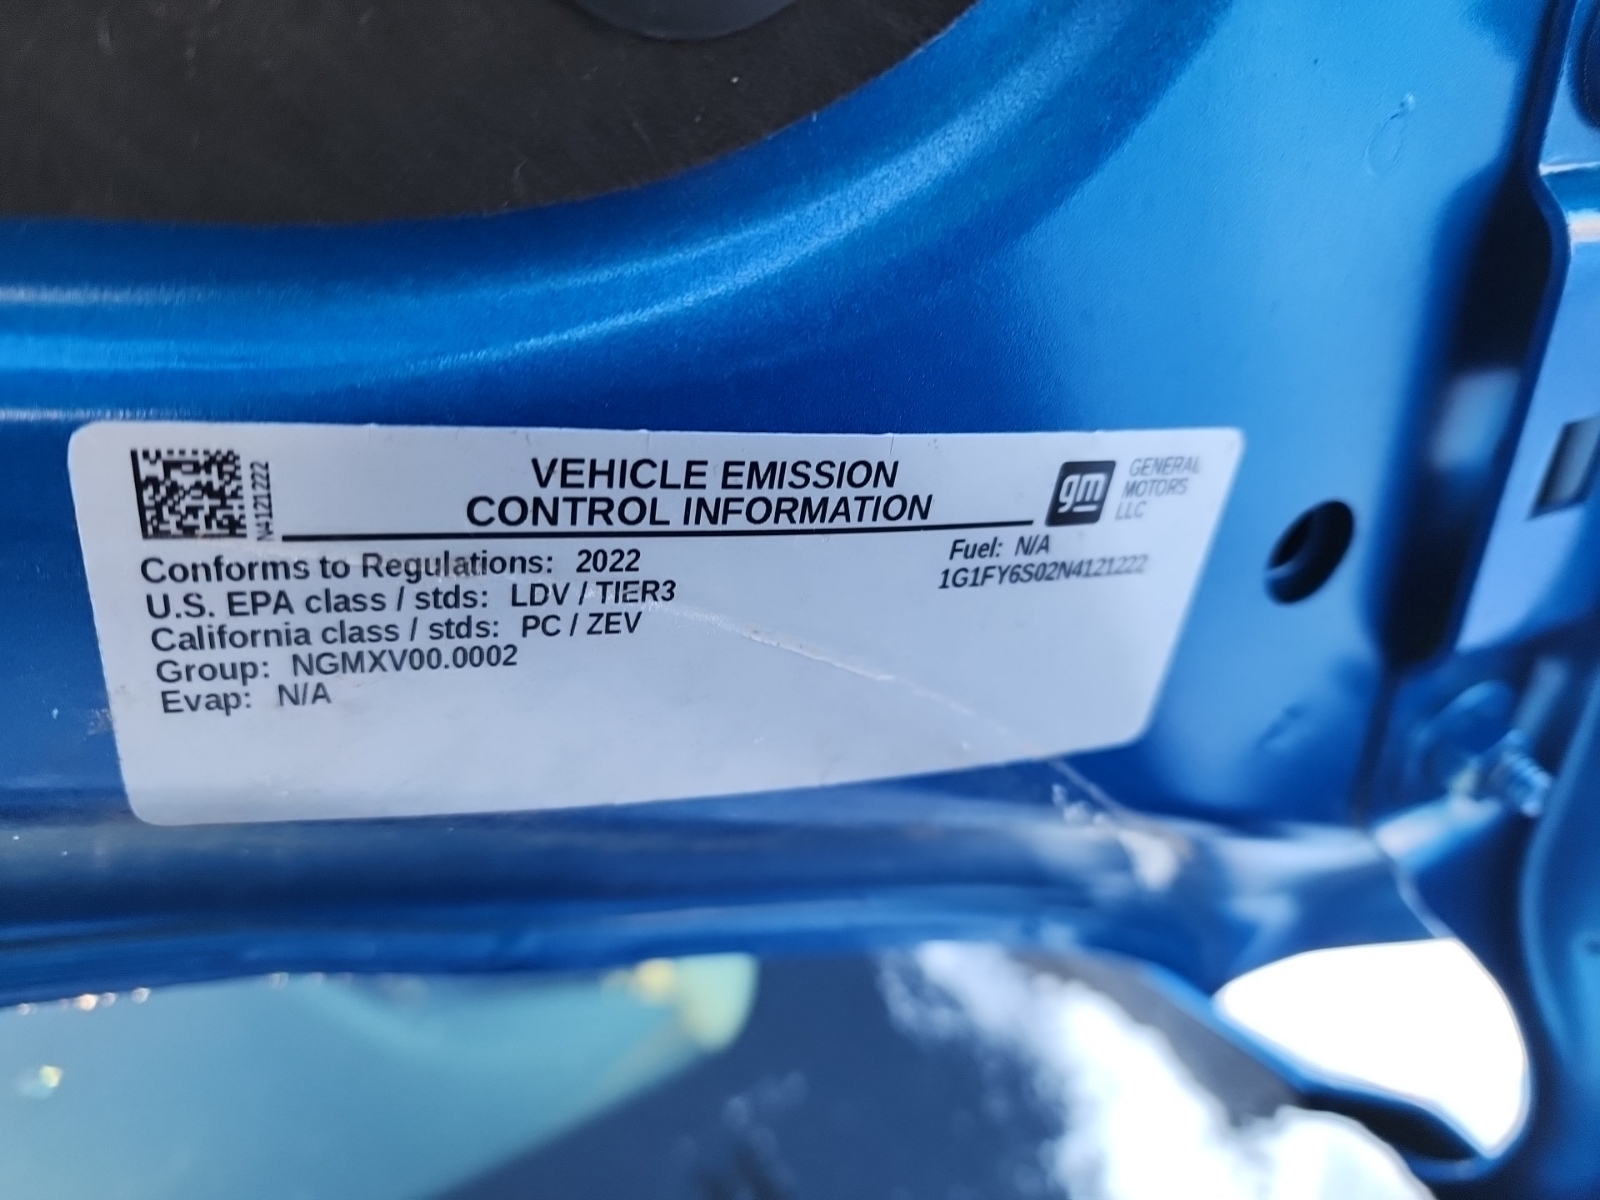 N4121222
VEHICLE EMISSION
CONTROL INFORMATION
gm
GENERAL
MOTORS
LLC
Conforms to Regulations: 2022
U.S. EPA class / stds: LDV / TIER3
California class / stds: PC / ZEV
Group: NGMXV00.0002
Evap: N/A
Fuel: N/A
1G1FY6S02N4121222